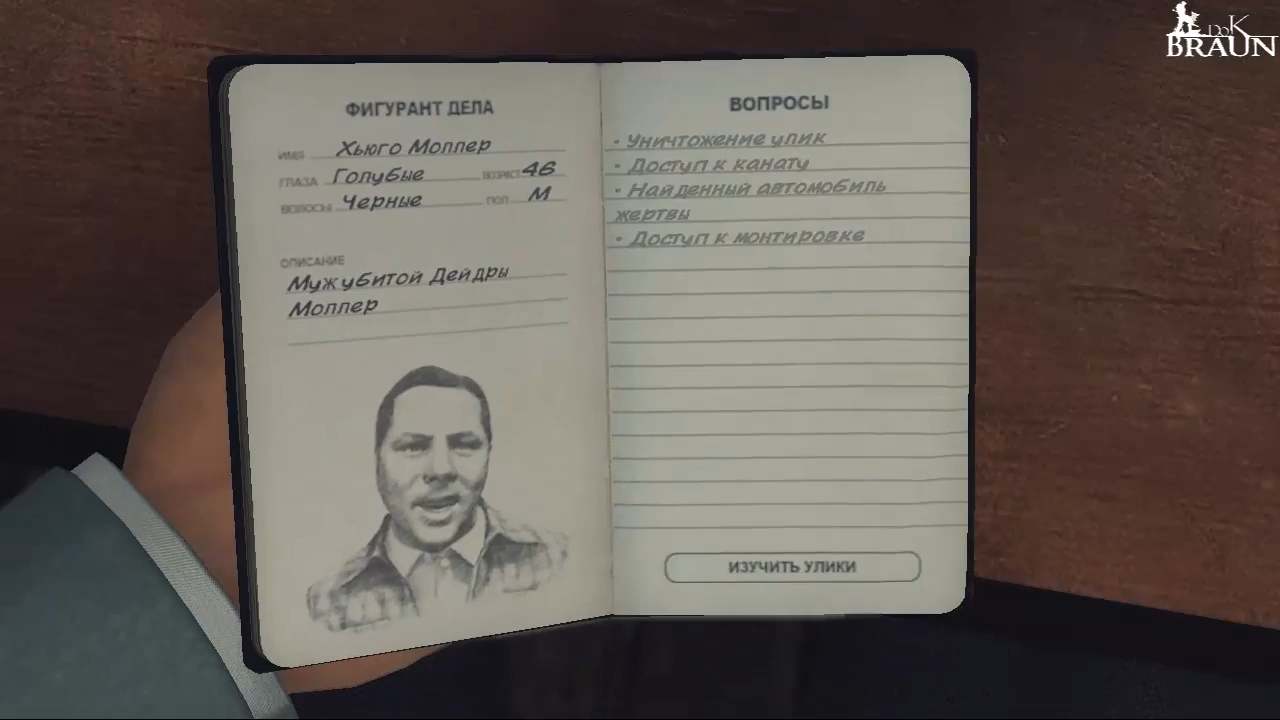 DOK
BRAUN
ФИГУРАНТ ДЕЛА
ИМЯ Хьюго Моллер
ГЛАЗА Голубые ВОЗРАСТ 46
ВОЛОСЫ Черные ПОЛ М
ОПИСАНИЕ
Муж убитой Дейдры
Моллер
ВОПРОСЫ
• Уничтожение улик
• Доступ к канату
• Найденный автомобиль
жертвы
• Доступ к монтировке
ИЗУЧИТЬ УЛИКИ